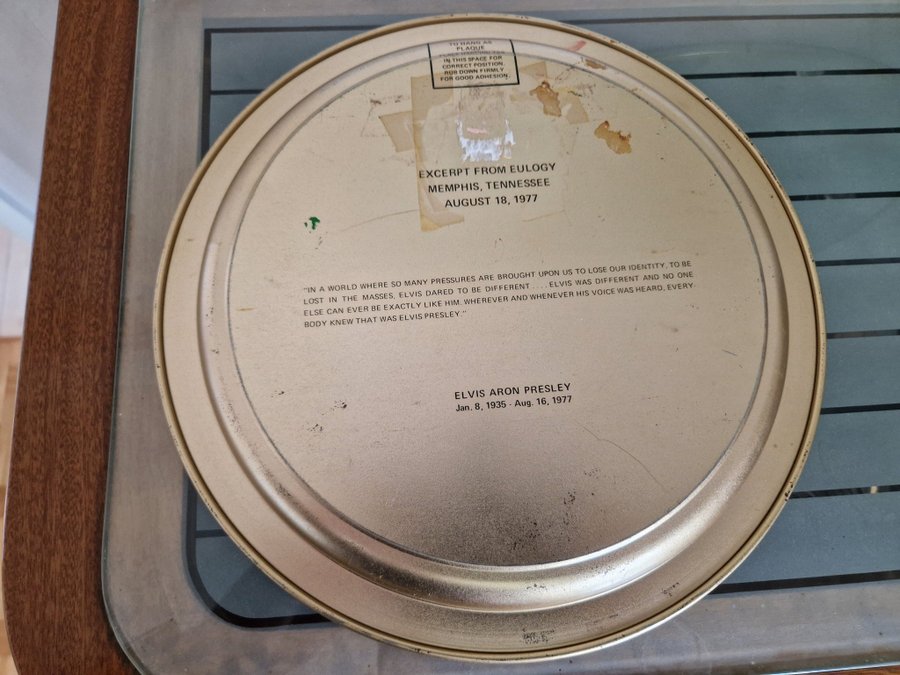 TO HANG AS
PLAQUE
IN THIS SPACE FOR
CORRECT POSITION.
RUB DOWN FIRMLY
FOR GOOD ADHESION.
EXCERPT FROM EULOGY
MEMPHIS, TENNESSEE
AUGUST 18, 1977
"IN A WORLD WHERE SO MANY PRESSURES ARE BROUGHT UPON US TO LOSE OUR IDENTITY, TO BE
LOST IN THE MASSES, ELVIS DARED TO BE DIFFERENT . . . . ELVIS WAS DIFFERENT AND NO ONE
ELSE CAN EVER BE EXACTLY LIKE HIM. WHEREVER AND WHENEVER HIS VOICE WAS HEARD, EVERY-
BODY KNEW THAT WAS ELVIS PRESLEY."
ELVIS ARON PRESLEY
Jan. 8, 1935 - Aug. 16, 1977